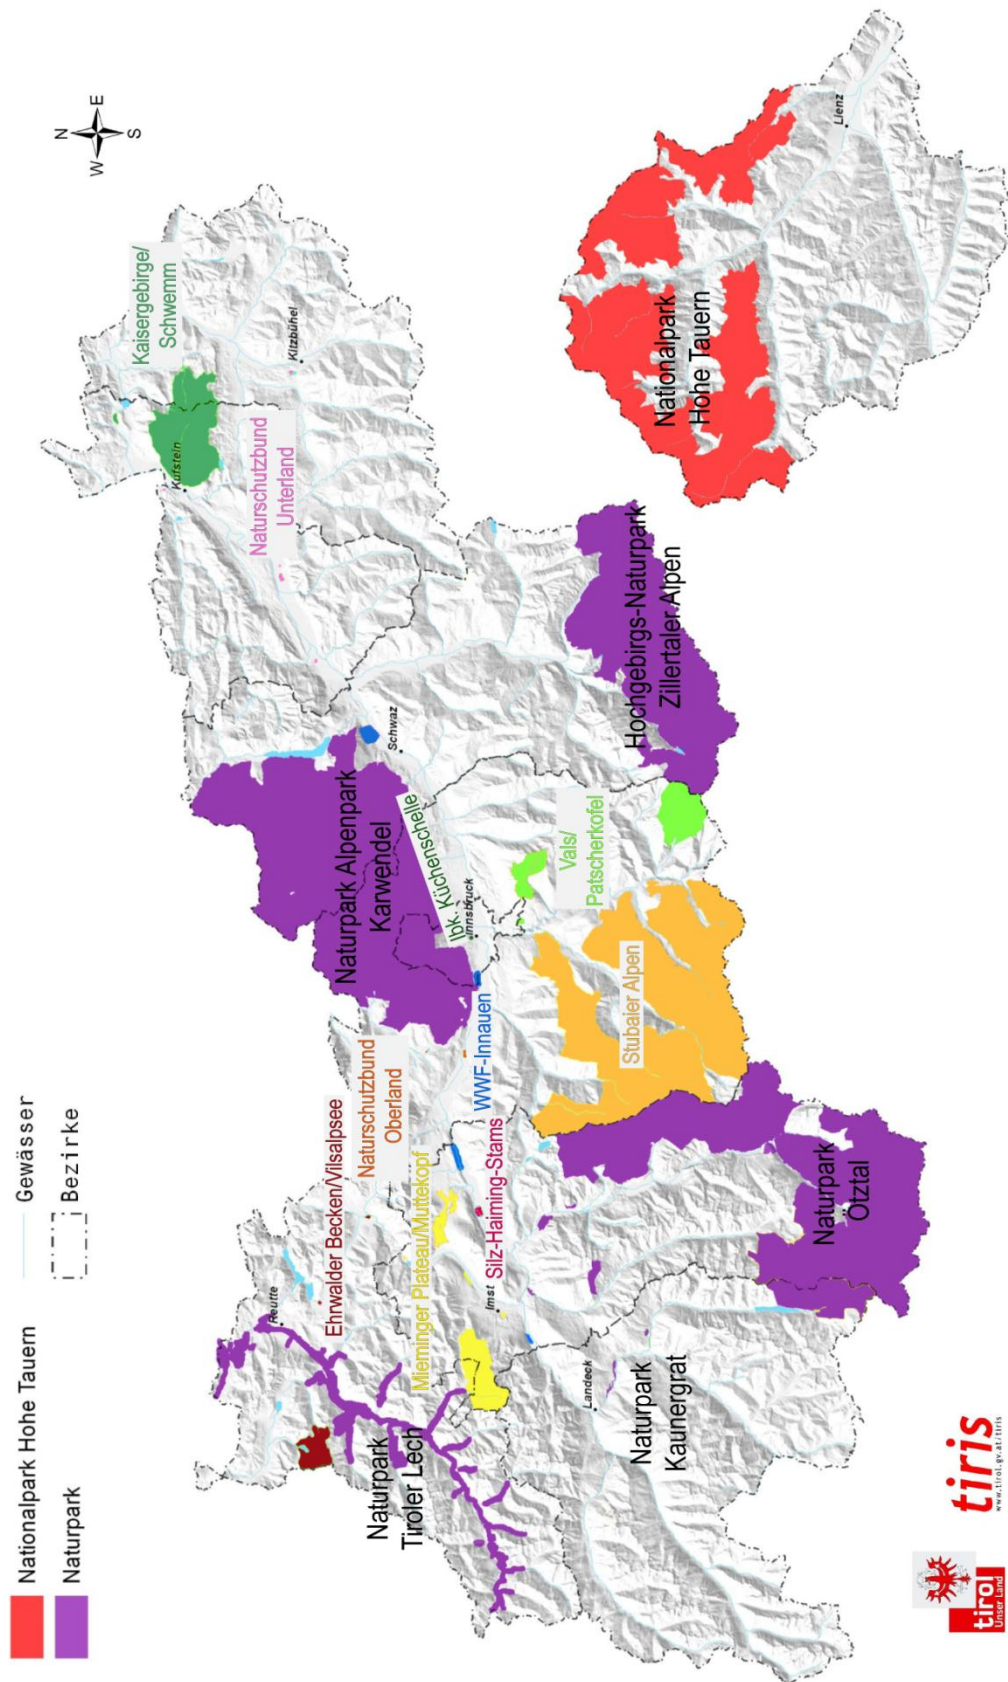 Nationalpark Hohe Tauern
Naturpark
Gewässer
Bezirke
N
W E
S
Kaisergebirge/
Schwemm
Kufstein
Kitzbühel
Naturschutzbund
Unterland
Naturpark Alpenpark
Karwendel
Schwaz
Ibk. Küchenschelle
Innsbruck
Reutte
Ehrwalder Becken/Vilsalpsee
Naturschutzbund
Oberland
Mieminger Plateau/Muttekopf
WWF-Innauen
Silz-Haiming-Stams
Imst
Naturpark
Tiroler Lech
Landeck
Naturpark
Kaunergrat
Vals/
Patscherkofel
Stubaier Alpen
Naturpark
Ötztal
Hochgebirgs-Naturpark
Zillertaler Alpen
Nationalpark
Hohe Tauern
Lienz
tirol
Unser Land
tiris
www.tirol.gv.at/tiris